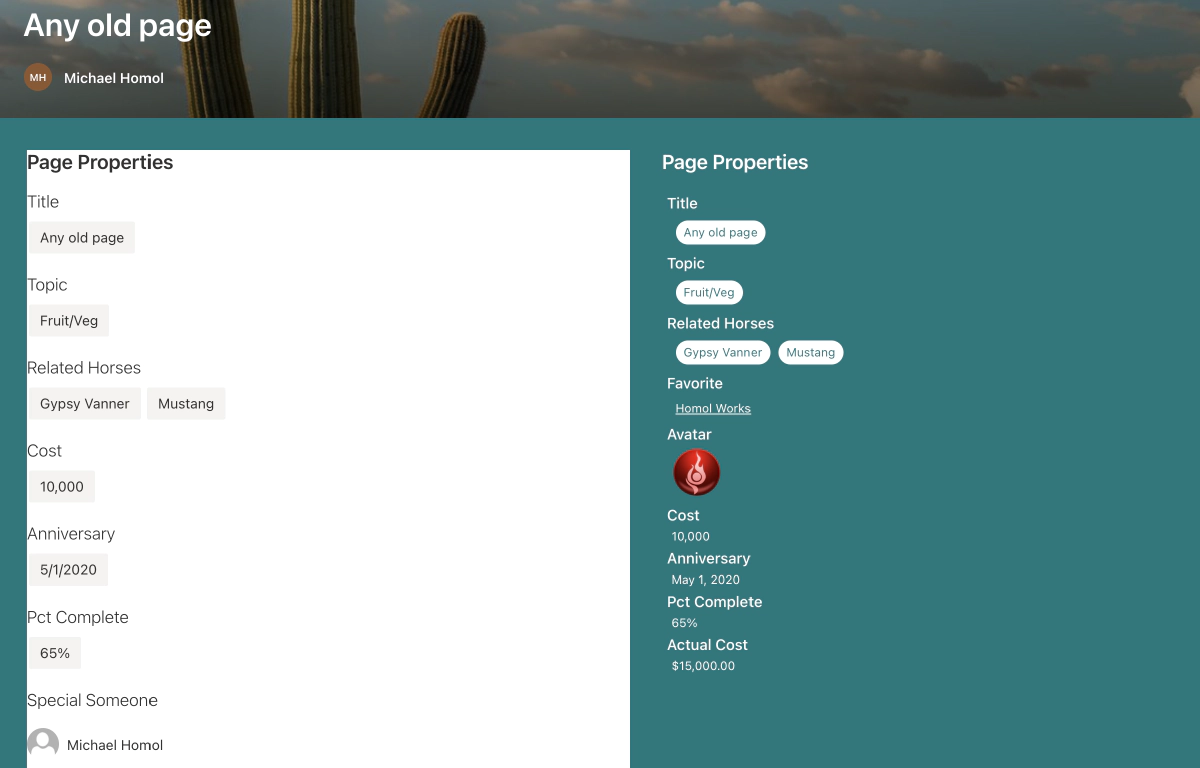 Any old page
MH Michael Homol
Page Properties
Title
Any old page
Topic
Fruit/Veg
Related Horses
Gypsy Vanner Mustang
Cost
10,000
Anniversary
5/1/2020
Pct Complete
65%
Special Someone
Michael Homol
Page Properties
Title
Any old page
Topic
Fruit/Veg
Related Horses
Gypsy Vanner Mustang
Favorite
Homol Works
Avatar
Cost
10,000
Anniversary
May 1, 2020
Pct Complete
65%
Actual Cost
$15,000.00